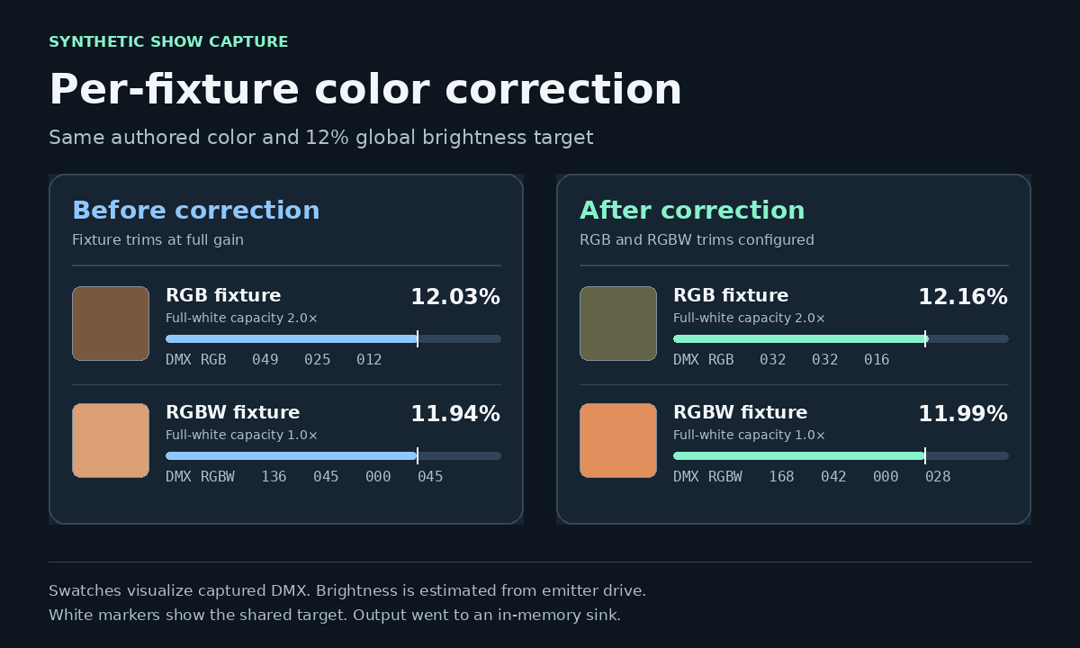 SYNTHETIC SHOW CAPTURE
Per-fixture color correction
Same authored color and 12% global brightness target
Before correction
Fixture trims at full gain
RGB fixture 12.03%
Full-white capacity 2.0×
DMX RGB 049 025 012
RGBW fixture 11.94%
Full-white capacity 1.0×
DMX RGBW 136 045 000 045
After correction
RGB and RGBW trims configured
RGB fixture 12.16%
Full-white capacity 2.0×
DMX RGB 032 032 016
RGBW fixture 11.99%
Full-white capacity 1.0×
DMX RGBW 168 042 000 028
Swatches visualize captured DMX. Brightness is estimated from emitter drive.
White markers show the shared target. Output went to an in-memory sink.